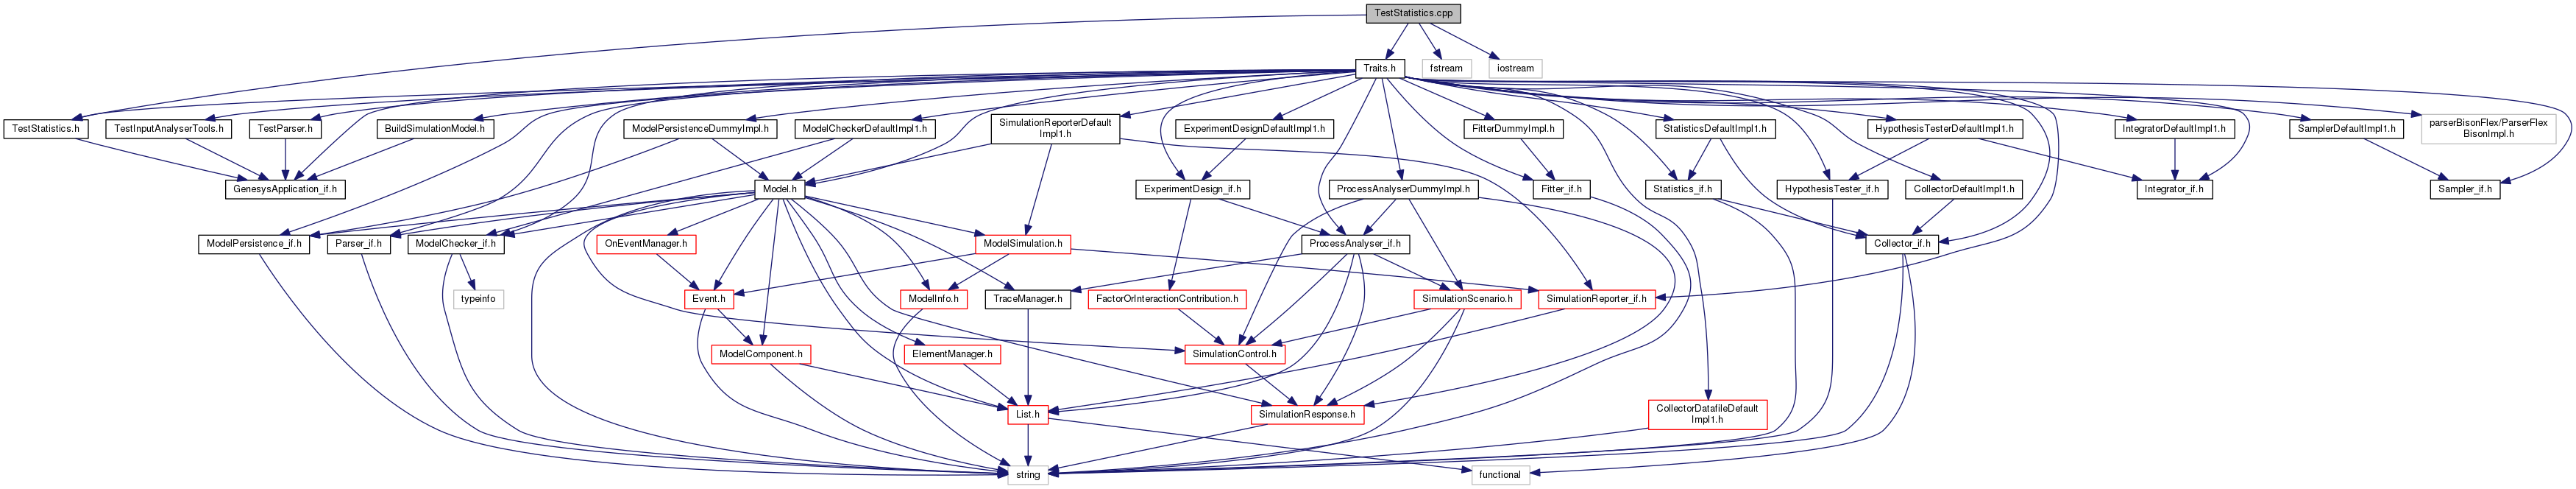 TestStatistics.cpp
Traits.h
fstream
iostream
TestStatistics.h
TestInputAnalyserTools.h
TestParser.h
BuildSimulationModel.h
ModelPersistenceDummyImpl.h
ModelCheckerDefaultImpl1.h
SimulationReporterDefault
Impl1.h
ExperimentDesignDefaultImpl1.h
FitterDummyImpl.h
StatisticsDefaultImpl1.h
HypothesisTesterDefaultImpl1.h
IntegratorDefaultImpl1.h
SamplerDefaultImpl1.h
parserBisonFlex/ParserFlex
BisonImpl.h
GenesysApplication_if.h
Model.h
ExperimentDesign_if.h
ProcessAnalyserDummyImpl.h
Fitter_if.h
Statistics_if.h
HypothesisTester_if.h
CollectorDefaultImpl1.h
Integrator_if.h
Sampler_if.h
ModelPersistence_if.h
Parser_if.h
ModelChecker_if.h
OnEventManager.h
ModelSimulation.h
ProcessAnalyser_if.h
Collector_if.h
typeinfo
Event.h
ModelInfo.h
TraceManager.h
FactorOrInteractionContribution.h
SimulationScenario.h
SimulationReporter_if.h
ModelComponent.h
ElementManager.h
SimulationControl.h
List.h
SimulationResponse.h
CollectorDatafileDefault
Impl1.h
string
functional